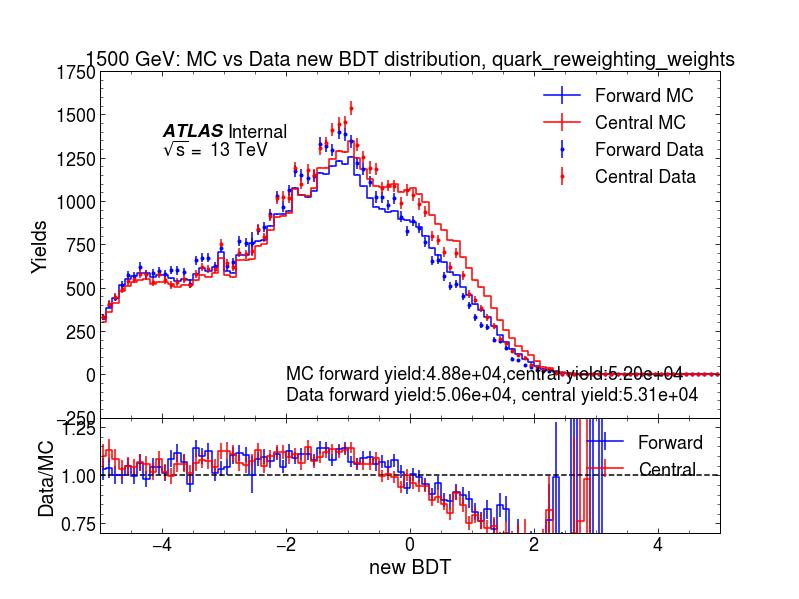 1500 GeV: MC vs Data new BDT distribution, quark_reweighting_weights
1750
1500
1250
1000
750
500
250
0
−250
Yields
ATLAS Internal
√s = 13 TeV
Forward MC
Central MC
Forward Data
Central Data
MC forward yield:4.88e+04,central yield:5.20e+04
Data forward yield:5.06e+04, central yield:5.31e+04
1.25
1.00
0.75
Data/MC
Forward
Central
−4 −2 0 2 4
new BDT